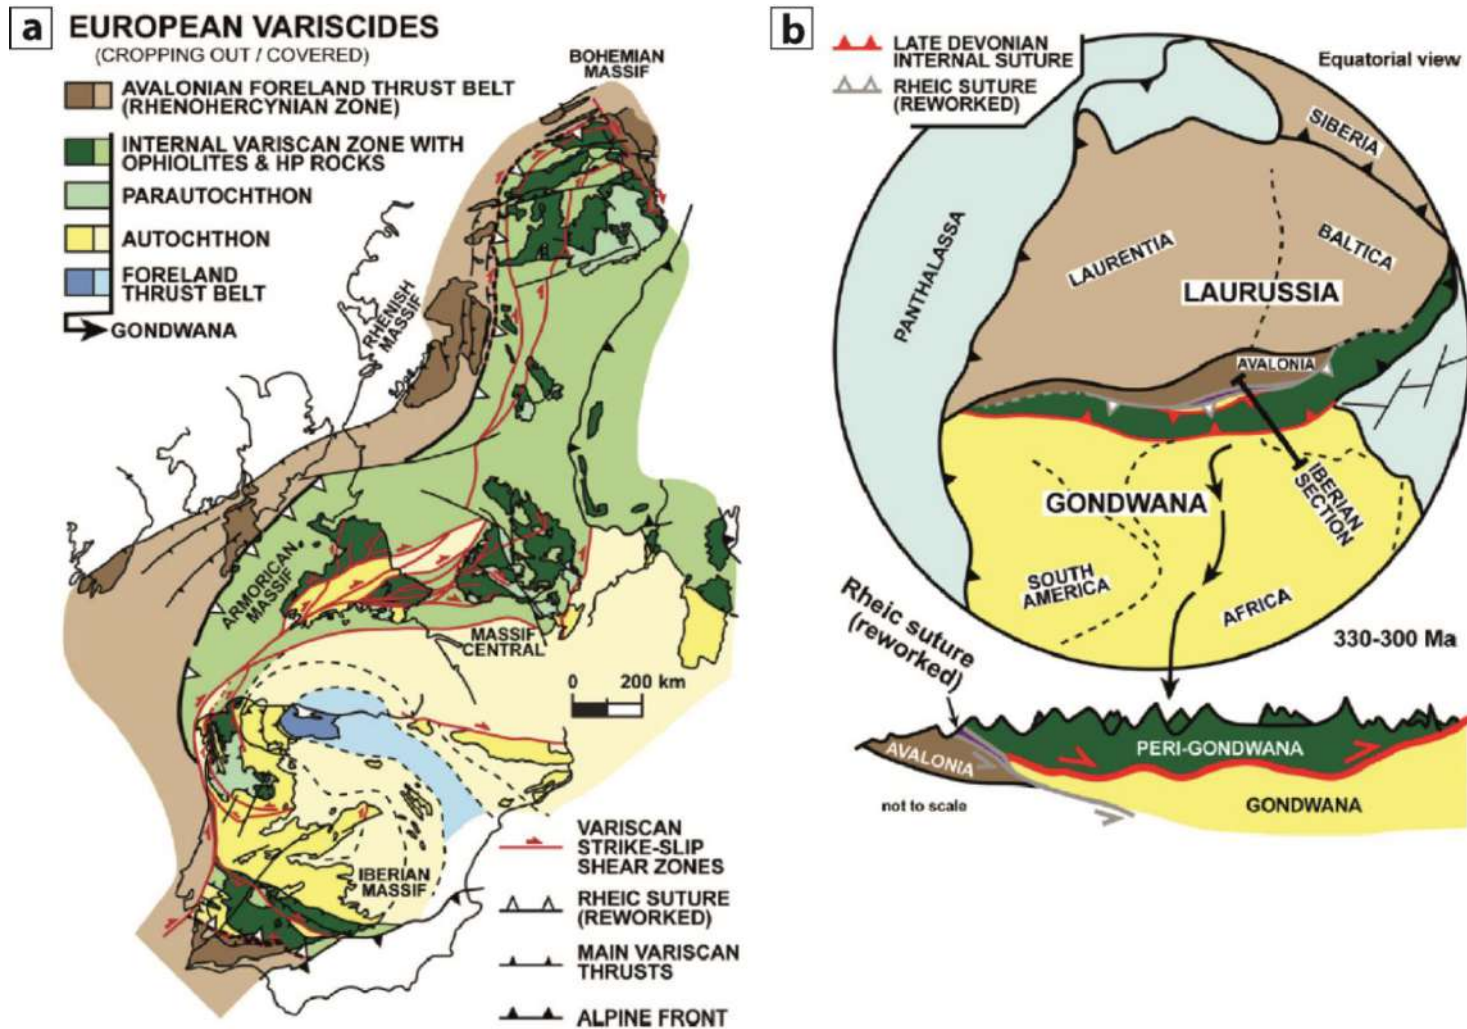 a
EUROPEAN VARISCIDES
(CROPPING OUT / COVERED)
AVALONIAN FORELAND THRUST BELT
(RHENOHERCYNIAN ZONE)
INTERNAL VARISCAN ZONE WITH
OPHIOLITES & HP ROCKS
PARAUTOCHTHON
AUTOCHTHON
FORELAND
THRUST BELT
GONDWANA
BOHEMIAN
MASSIF
RHENISH
MASSIF
ARMORICAN
MASSIF
MASSIF
CENTRAL
0 200 km
IBERIAN
MASSIF
VARISCAN
STRIKE-SLIP
SHEAR ZONES
RHEIC SUTURE
(REWORKED)
MAIN VARISCAN
THRUSTS
ALPINE FRONT
b
LATE DEVONIAN
INTERNAL SUTURE
RHEIC SUTURE
(REWORKED)
Equatorial view
SIBERIA
PANTHALASSA
LAURENTIA
BALTICA
LAURUSSIA
AVALONIA
GONDWANA
IBERIAN
SECTION
SOUTH
AMERICA
AFRICA
330-300 Ma
Rheic suture
(reworked)
AVALONIA
PERI-GONDWANA
not to scale
GONDWANA